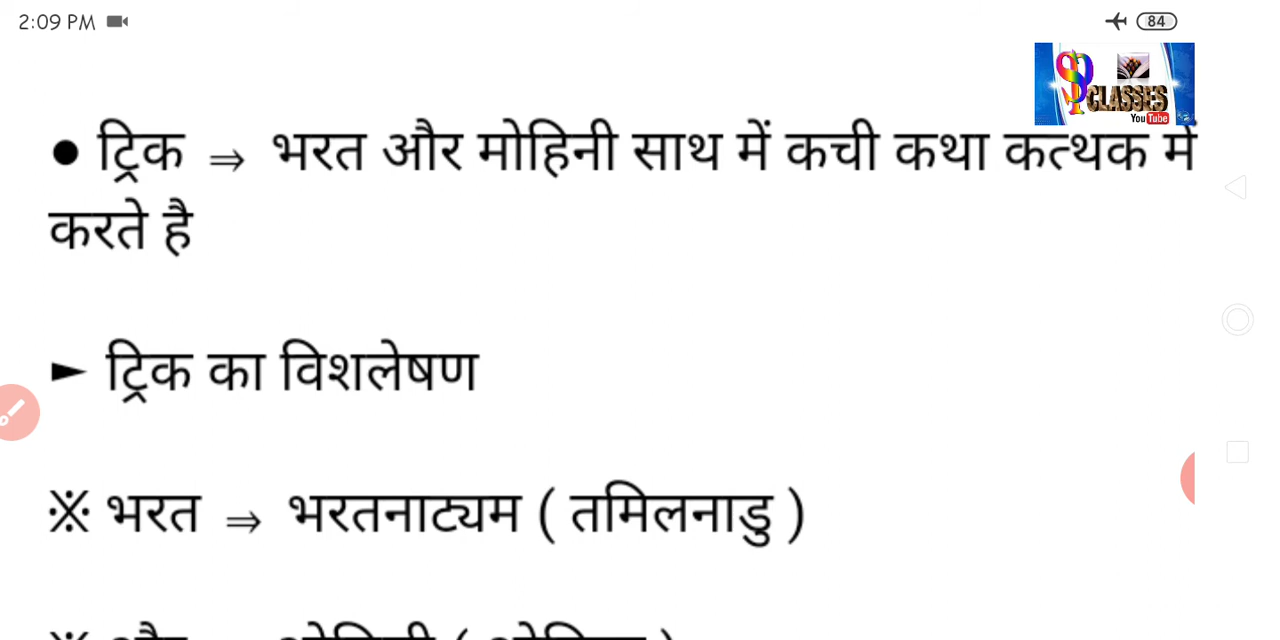 2:09 PM
84
SP CLASSES
YouTube
● ट्रिक ⇒ भरत और मोहिनी साथ में कची कथा कत्थक में
करते है
► ट्रिक का विशलेषण
※ भरत ⇒ भरतनाट्यम ( तमिलनाडु )